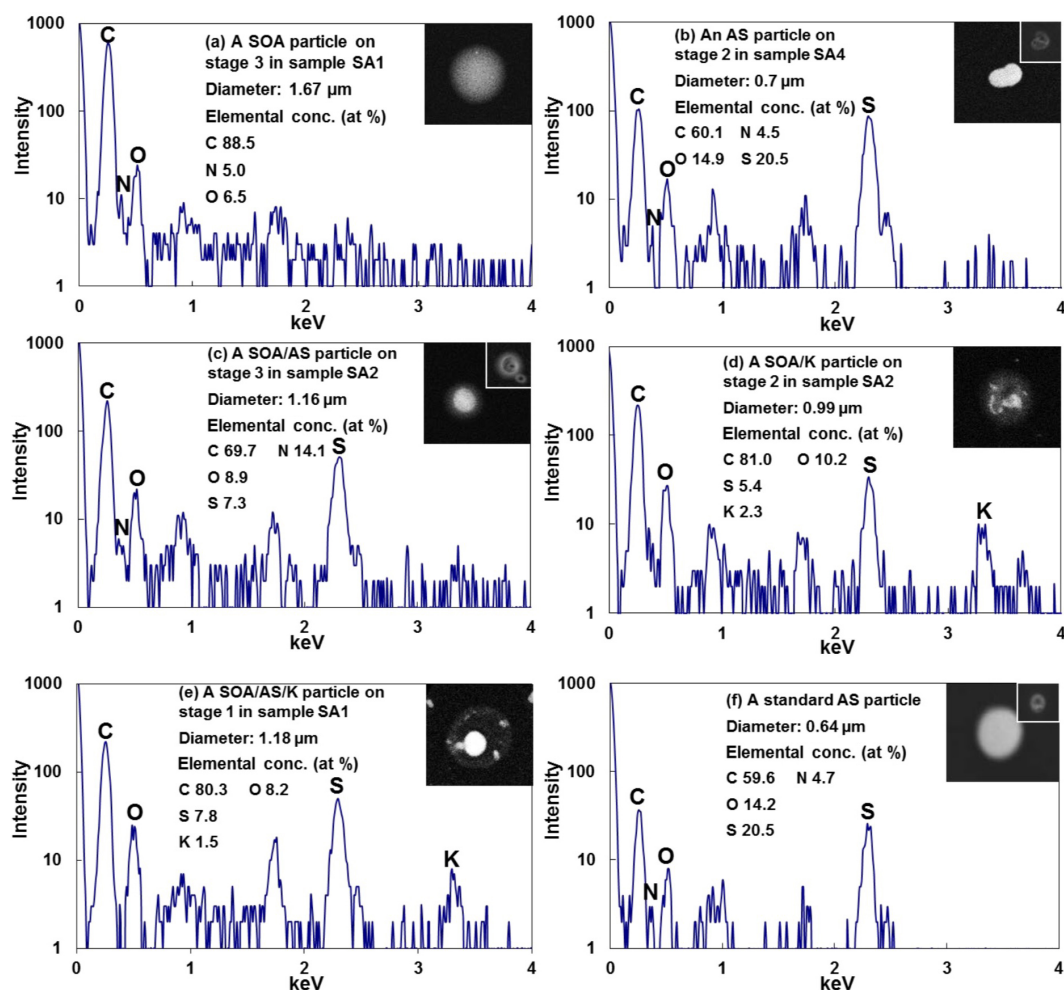 1000
100
10
1
Intensity
0
1
2
3
4
keV
C
N
O
(a) A SOA particle on
stage 3 in sample SA1
Diameter: 1.67 μm
Elemental conc. (at %)
C 88.5
N 5.0
O 6.5
1000
100
10
1
Intensity
0
1
2
3
4
keV
C
N
O
S
(b) An AS particle on
stage 2 in sample SA4
Diameter: 0.7 μm
Elemental conc. (at %)
C 60.1 N 4.5
O 14.9 S 20.5
1000
100
10
1
Intensity
0
1
2
3
4
keV
C
N
O
S
(c) A SOA/AS particle on
stage 3 in sample SA2
Diameter: 1.16 μm
Elemental conc. (at %)
C 69.7 N 14.1
O 8.9
S 7.3
1000
100
10
1
Intensity
0
1
2
3
4
keV
C
O
S
K
(d) A SOA/K particle on
stage 2 in sample SA2
Diameter: 0.99 μm
Elemental conc. (at %)
C 81.0 O 10.2
S 5.4
K 2.3
1000
100
10
1
Intensity
0
1
2
3
4
keV
C
O
S
K
(e) A SOA/AS/K particle on
stage 1 in sample SA1
Diameter: 1.18 μm
Elemental conc. (at %)
C 80.3 O 8.2
S 7.8
K 1.5
1000
100
10
1
Intensity
0
1
2
3
4
keV
C
N
O
S
(f) A standard AS particle
Diameter: 0.64 μm
Elemental conc. (at %)
C 59.6 N 4.7
O 14.2
S 20.5